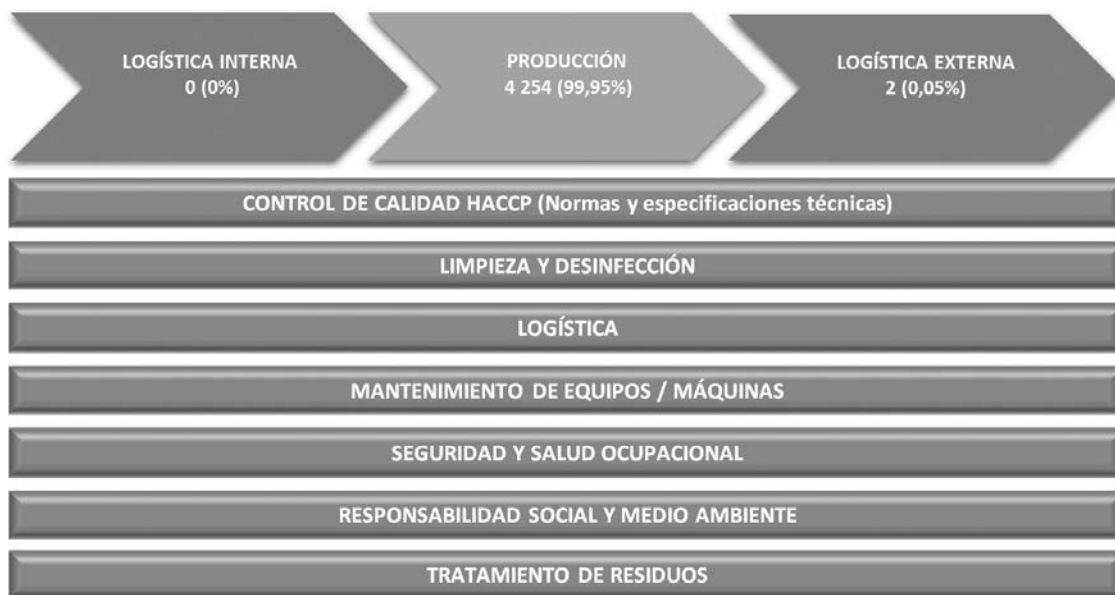 LOGÍSTICA INTERNA
0 (0%)
PRODUCCIÓN
4 254 (99,95%)
LOGÍSTICA EXTERNA
2 (0,05%)
CONTROL DE CALIDAD HACCP (Normas y especificaciones técnicas)
LIMPIEZA Y DESINFECCIÓN
LOGÍSTICA
MANTENIMIENTO DE EQUIPOS / MÁQUINAS
SEGURIDAD Y SALUD OCUPACIONAL
RESPONSABILIDAD SOCIAL Y MEDIO AMBIENTE
TRATAMIENTO DE RESIDUOS